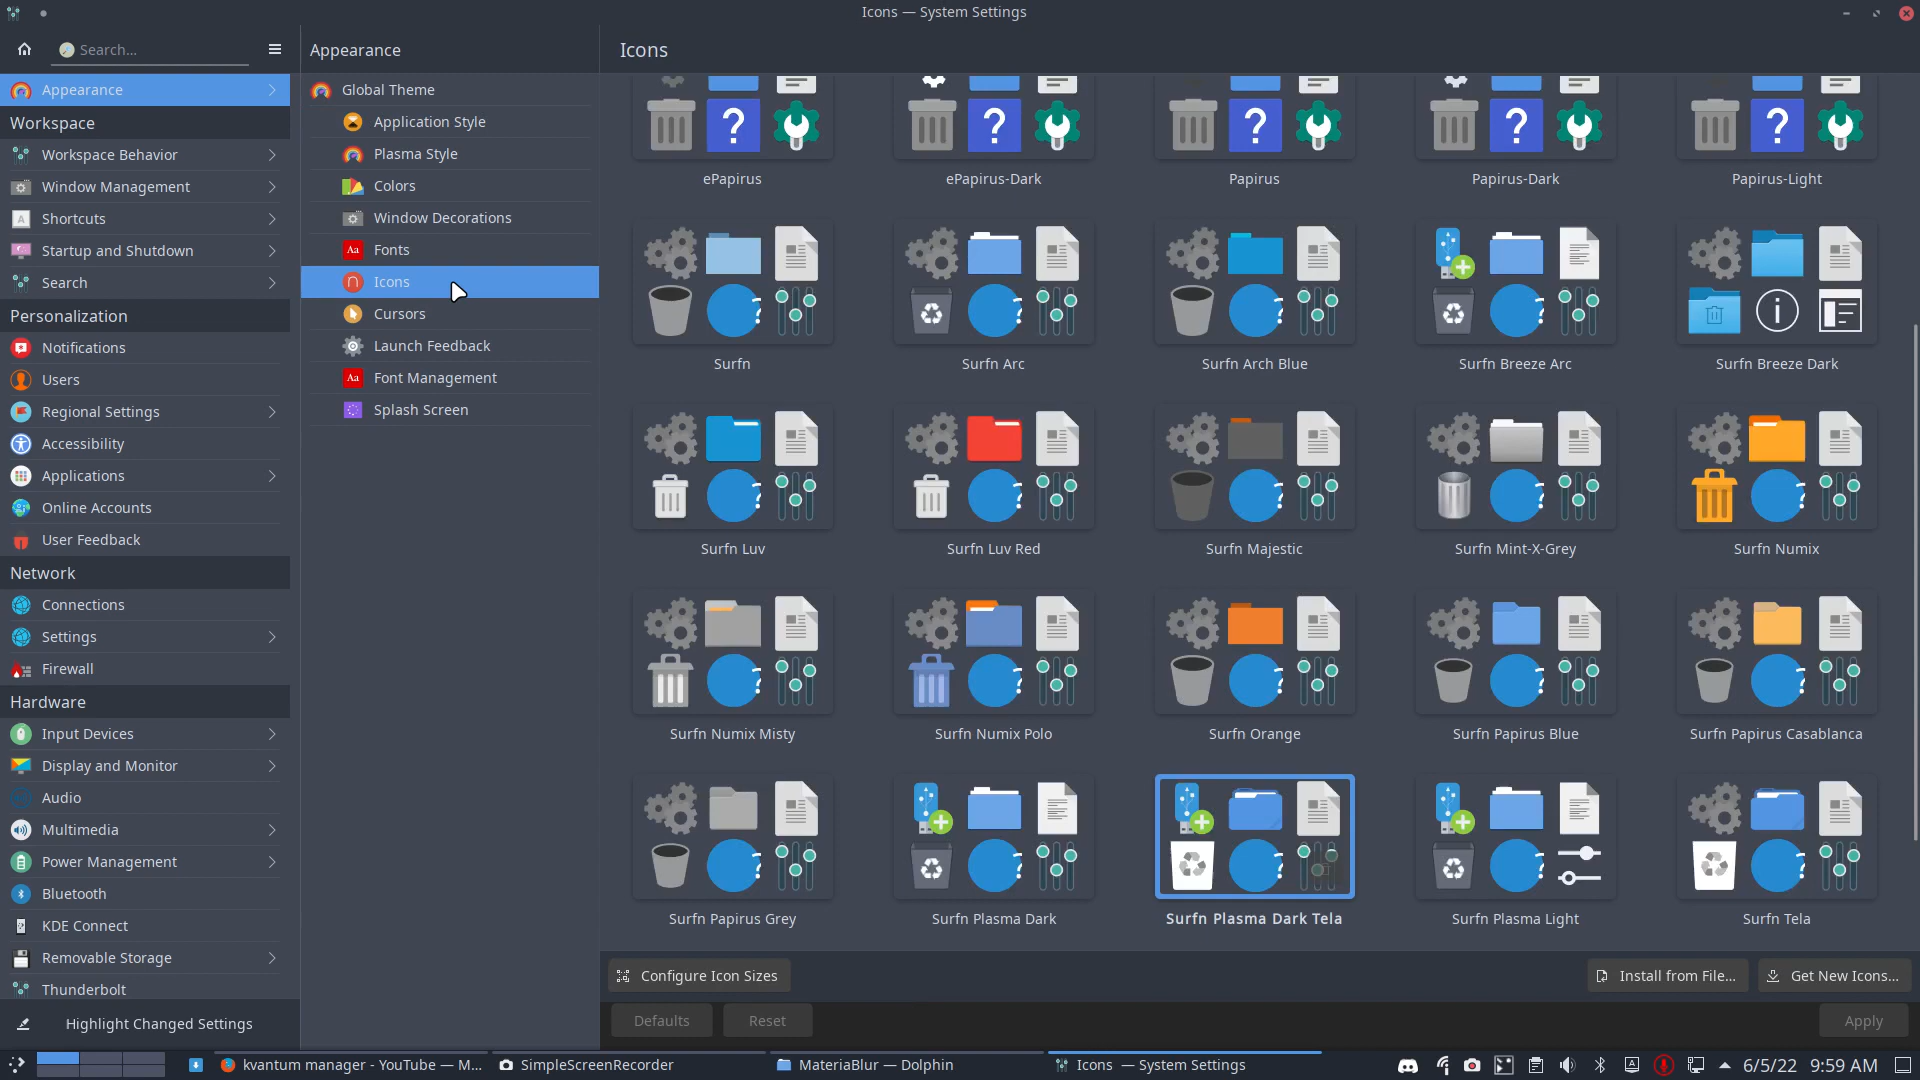 Icons — System Settings
Search...
Appearance
Workspace
Workspace Behavior
Window Management
Shortcuts
Startup and Shutdown
Search
Personalization
Notifications
Users
Regional Settings
Accessibility
Applications
Online Accounts
User Feedback
Network
Connections
Settings
Firewall
Hardware
Input Devices
Display and Monitor
Audio
Multimedia
Power Management
Bluetooth
KDE Connect
Removable Storage
Thunderbolt
Highlight Changed Settings
Appearance
Global Theme
Application Style
Plasma Style
Colors
Window Decorations
Fonts
Icons
Cursors
Launch Feedback
Font Management
Splash Screen
Icons
ePapirus ePapirus-Dark Papirus Papirus-Dark Papirus-Light
Surfn Surfn Arc Surfn Arch Blue Surfn Breeze Arc Surfn Breeze Dark
Surfn Luv Surfn Luv Red Surfn Majestic Surfn Mint-X-Grey Surfn Numix
Surfn Numix Misty Surfn Numix Polo Surfn Orange Surfn Papirus Blue Surfn Papirus Casablanca
Surfn Papirus Grey Surfn Plasma Dark Surfn Plasma Dark Tela Surfn Plasma Light Surfn Tela
Configure Icon Sizes Install from File... Get New Icons...
Defaults Reset Apply
kvantum manager - YouTube — M... SimpleScreenRecorder MateriaBlur — Dolphin Icons — System Settings 6/5/22 9:59 AM